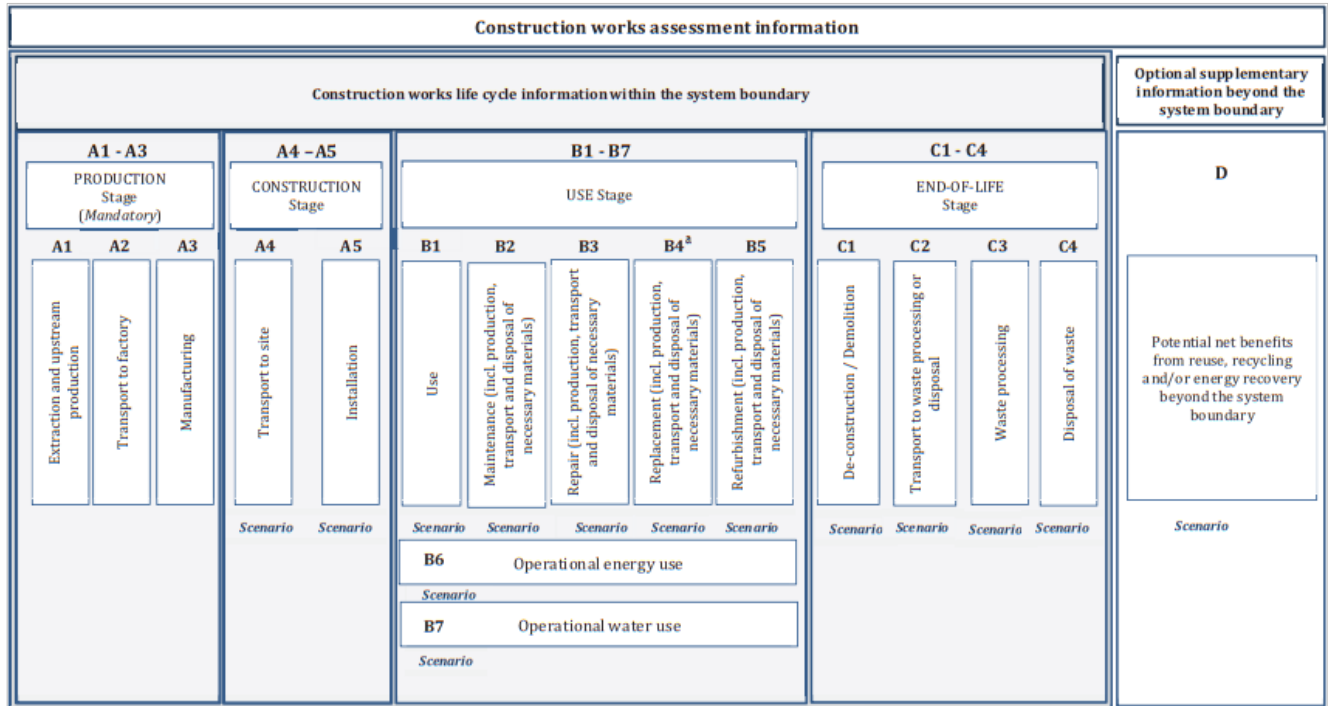 Construction works assessment information
Construction works life cycle information within the system boundary
Optional supplementary
information beyond the
system boundary
A1 - A3
PRODUCTION
Stage
(Mandatory)
A4 –A5
CONSTRUCTION
Stage
B1 - B7
USE Stage
C1 - C4
END-OF-LIFE
Stage
D
A1
A2
A3
A4
A5
B1
B2
B3
B4ª
B5
C1
C2
C3
C4
Extraction and upstream
production
Transport to factory
Manufacturing
Transport to site
Installation
Use
Maintenance (incl. production,
transport and disposal of
necessary materials)
Repair (incl. production, transport
and disposal of necessary
materials)
Replacement (incl. production,
transport and disposal of
necessary materials)
Refurbishment (incl. production,
transport and disposal of
necessary materials)
De-construction / Demolition
Transport to waste processing or
disposal
Waste processing
Disposal of waste
Potential net benefits
from reuse, recycling
and/or energy recovery
beyond the system
boundary
Scenario
Scenario
Scenario
Scenario
Scenario
Scenario
Scenario
Scenario
Scenario
Scenario
Scenario
Scenario
B6
Operational energy use
Scenario
B7
Operational water use
Scenario